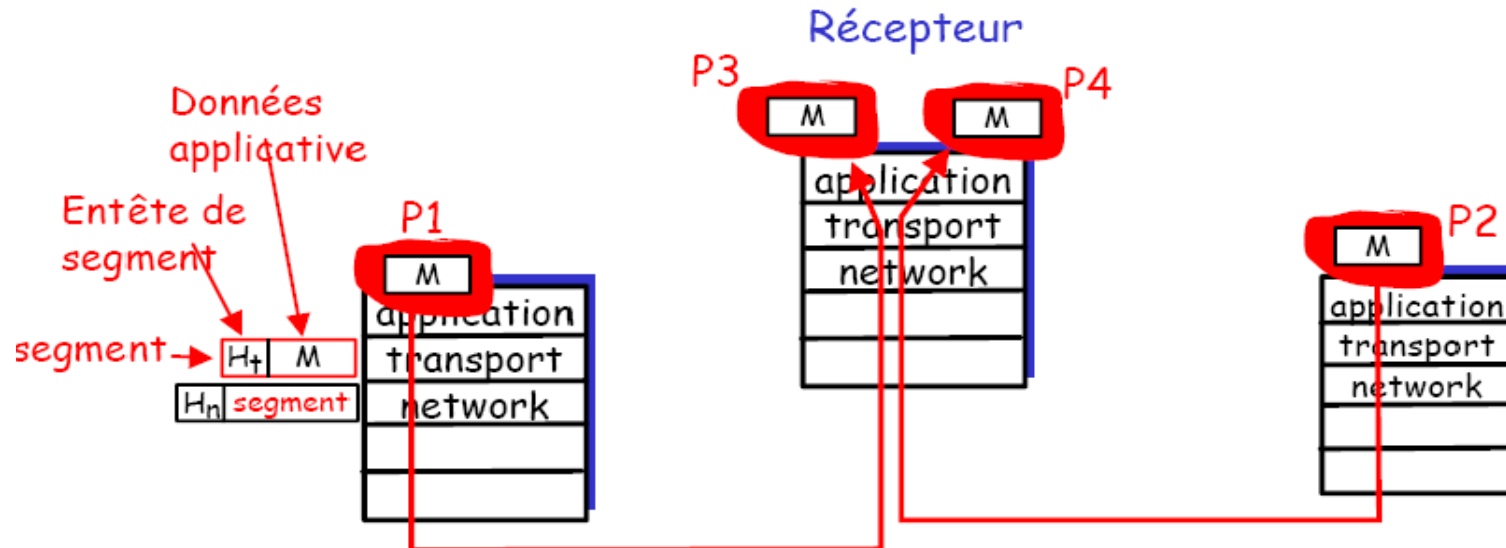 Récepteur
P3
P4
M
M
Données
applicative
application
transport
network
Entête de
segment
P1
M
P2
M
application
transport
network
segment
Ht M
Hn segment
application
transport
network